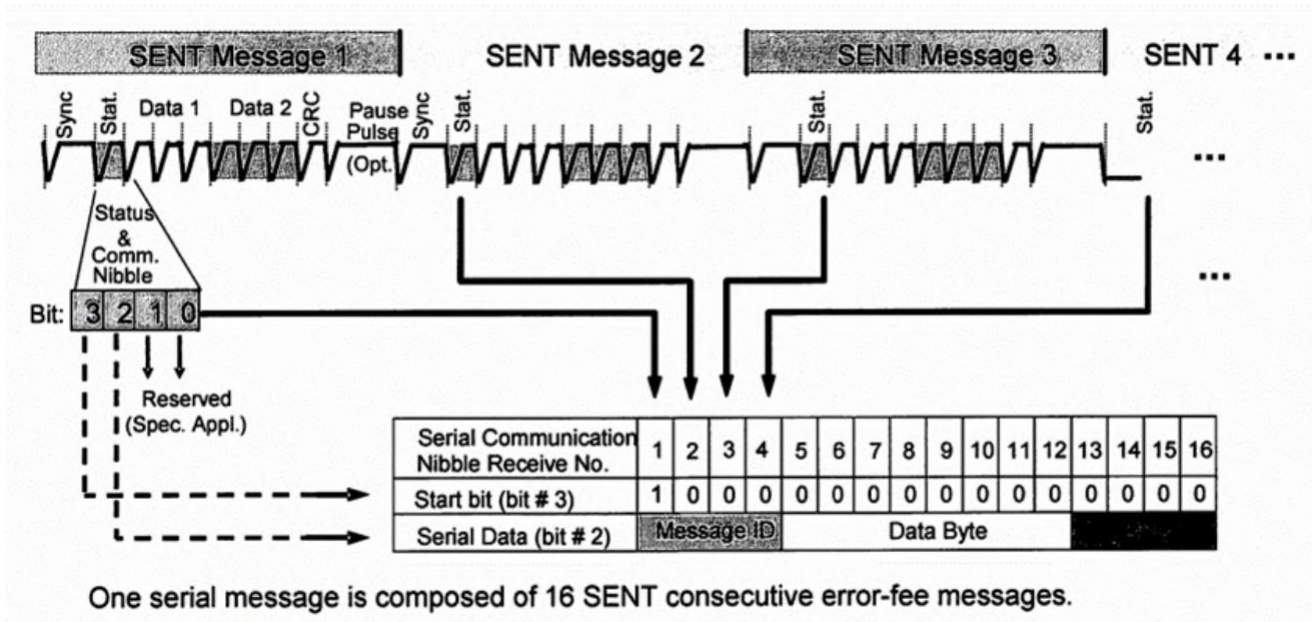 SENT Message 1 SENT Message 2 SENT Message 3 SENT 4 ...
Sync Stat. Data 1 Data 2 CRC Pause Pulse (Opt. Sync Stat. Stat. Stat.
...
Status
&
Comm.
Nibble
...
Bit: 3 2 1 0
Reserved
(Spec. Appl.)
Serial Communication
Nibble Receive No. 1 2 3 4 5 6 7 8 9 10 11 12 13 14 15 16
Start bit (bit # 3) 1 0 0 0 0 0 0 0 0 0 0 0 0 0 0 0
Serial Data (bit # 2) Message ID Data Byte
One serial message is composed of 16 SENT consecutive error-fee messages.